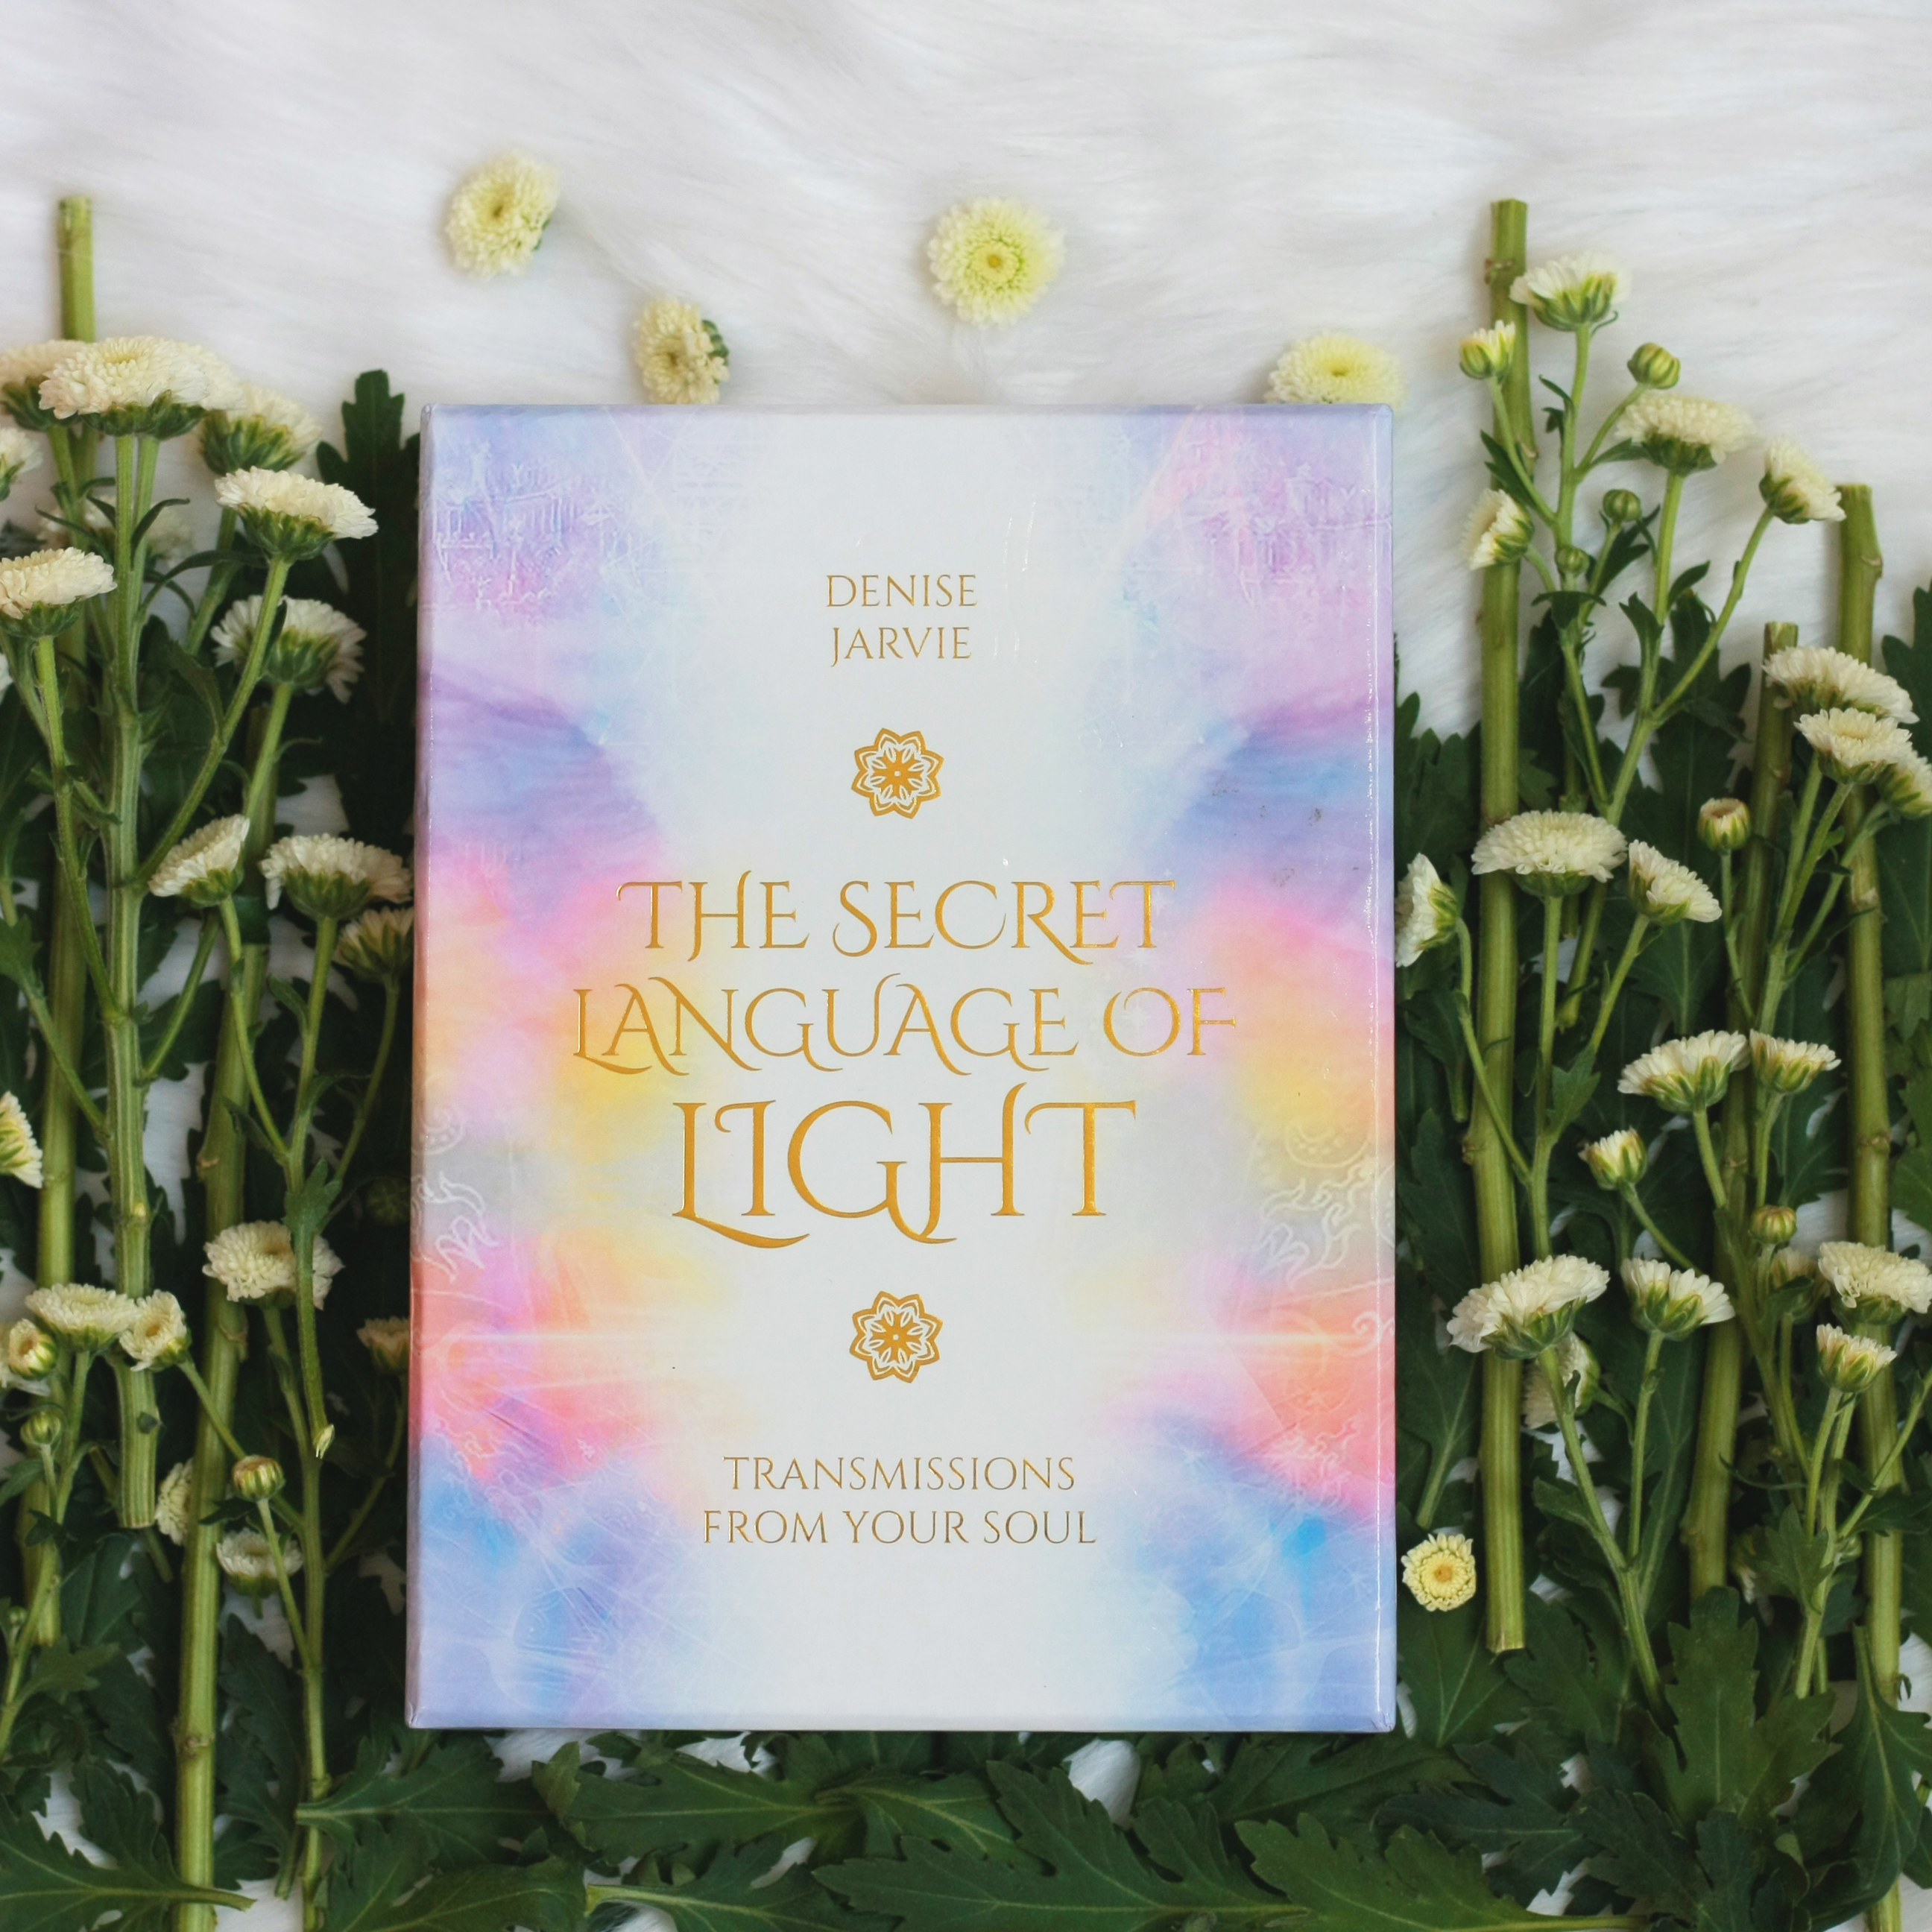 DENISE
JARVIE
THE SECRET
LANGUAGE OF
LIGHT
TRANSMISSIONS
FROM YOUR SOUL